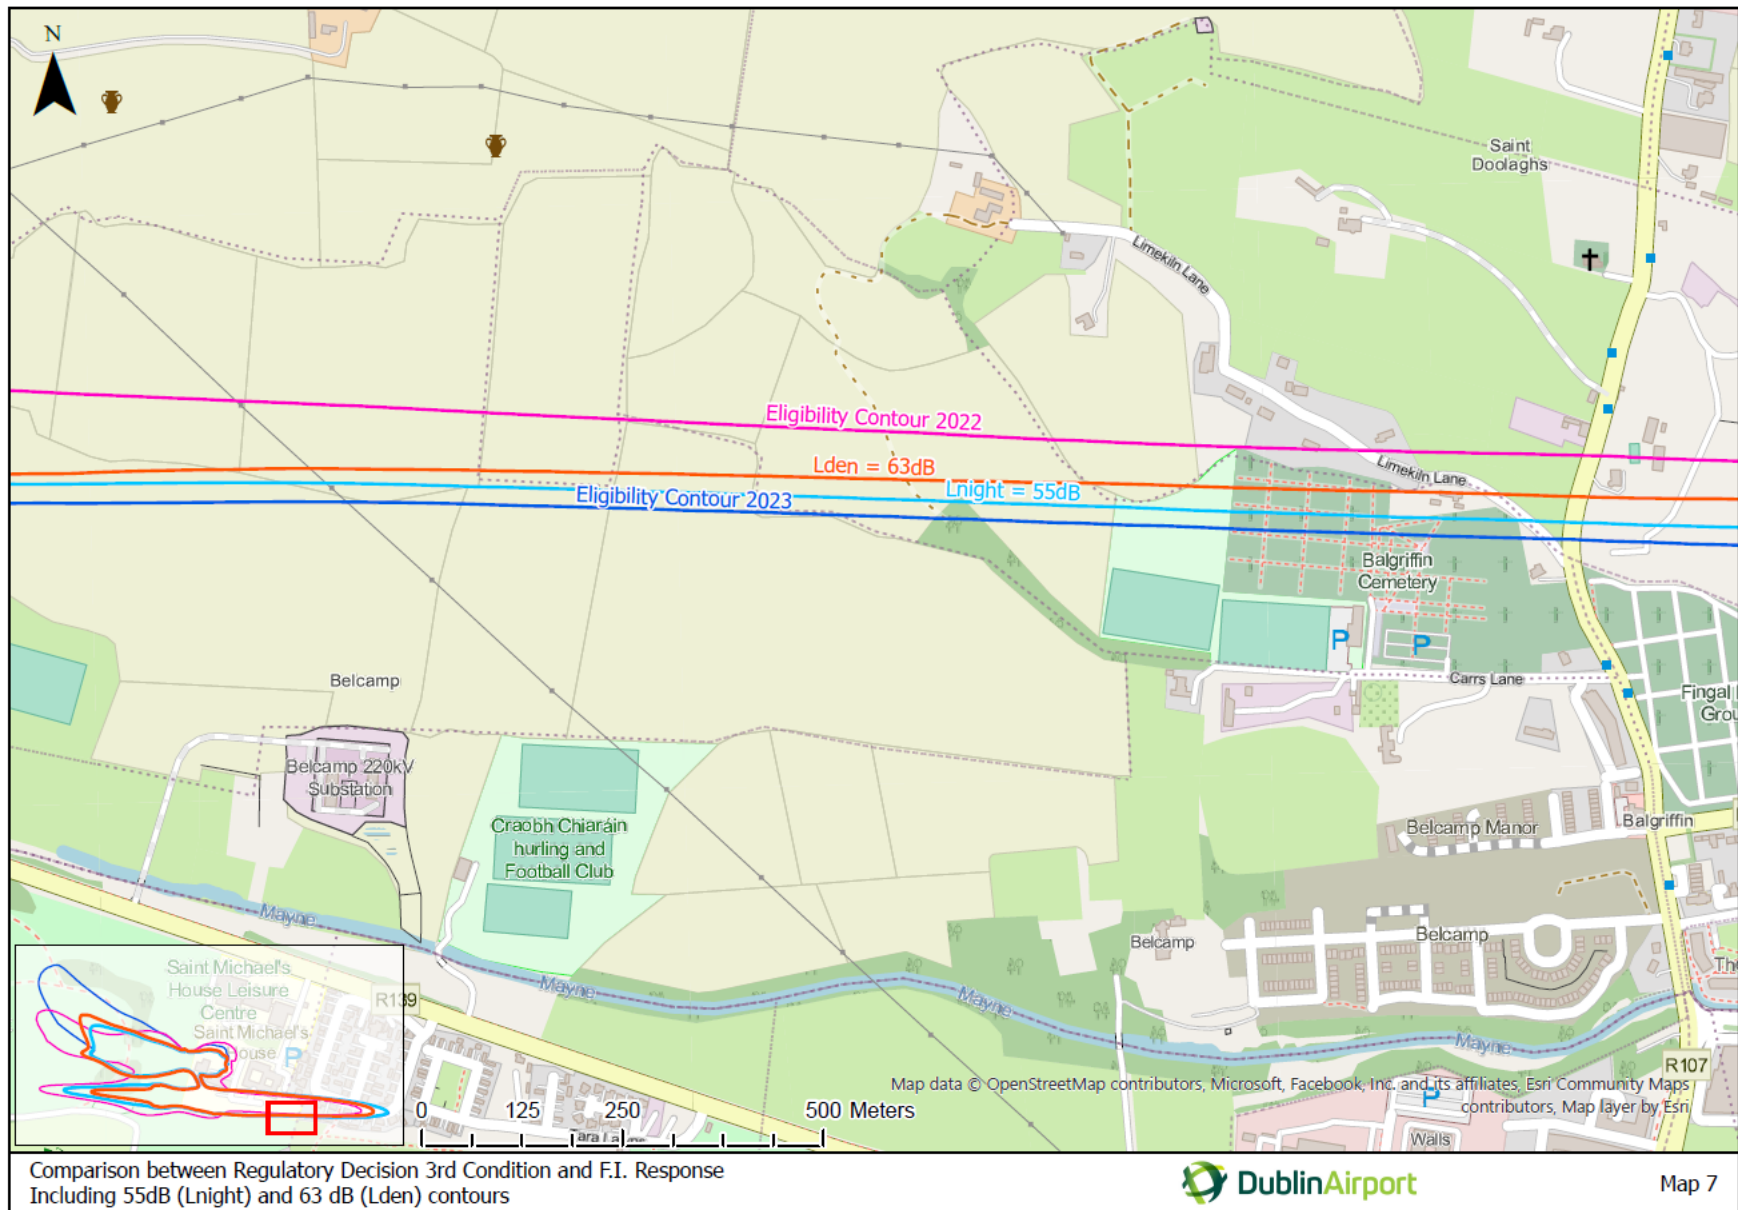 N
Saint
Doolaghs
Limekiln Lane
Eligibility Contour 2022
Lden = 63dB
Limekiln Lane
Lnight = 55dB
Eligibility Contour 2023
Balgriffin
Cemetery
P
P
Belcamp
Carrs Lane
Fingal
Belcamp 220kV
Substation
Craobh Chiaráin
hurling and
Football Club
Belcamp Manor
Balgriffin
Mayne
Belcamp
Belcamp
Saint Michael's
House Leisure
Centre
R139
Mayne
Mayne
Saint Michael's
House
P
Mayne
R107
Map data © OpenStreetMap contributors, Microsoft, Facebook, Inc. and its affiliates, Esri Community Maps
contributors, Map layer by Esri
P
0 125 250 500 Meters
Walls
Comparison between Regulatory Decision 3rd Condition and F.I. Response
Including 55dB (Lnight) and 63 dB (Lden) contours
DublinAirport
Map 7